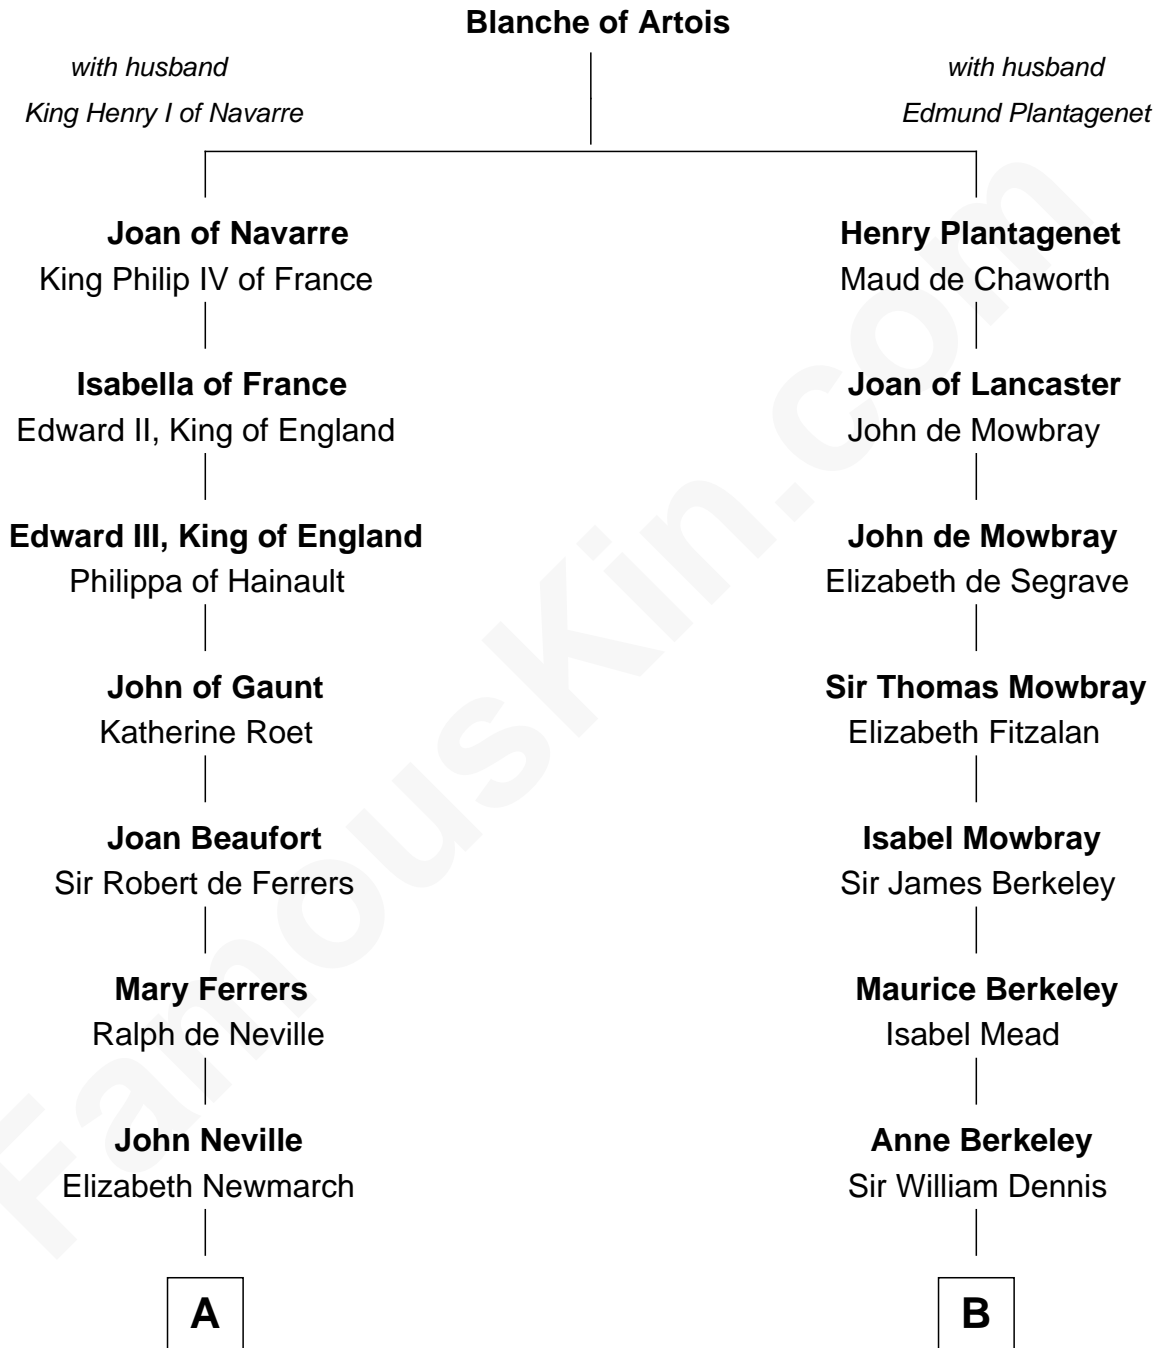 Blanche of Artois
with husband
King Henry I of Navarre
with husband
Edmund Plantagenet
Joan of Navarre
King Philip IV of France
Henry Plantagenet
Maud de Chaworth
Isabella of France
Edward II, King of England
Joan of Lancaster
John de Mowbray
Edward III, King of England
Philippa of Hainault
John de Mowbray
Elizabeth de Segrave
John of Gaunt
Katherine Roet
Sir Thomas Mowbray
Elizabeth Fitzalan
Joan Beaufort
Sir Robert de Ferrers
Isabel Mowbray
Sir James Berkeley
Mary Ferrers
Ralph de Neville
Maurice Berkeley
Isabel Mead
John Neville
Elizabeth Newmarch
Anne Berkeley
Sir William Dennis
A
B
FamousKin.com